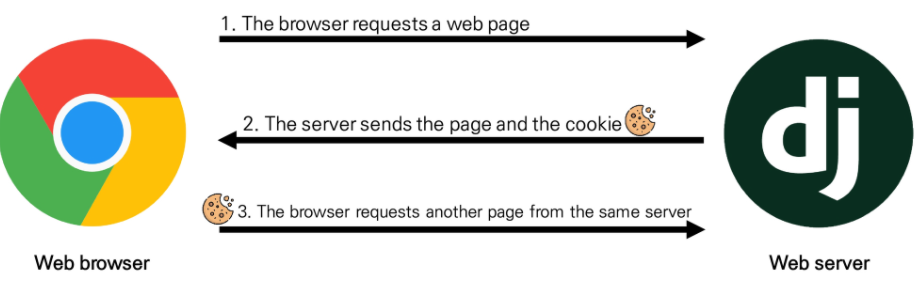 1. The browser requests a web page
2. The server sends the page and the cookie
3. The browser requests another page from the same server
dj
Web browser
Web server